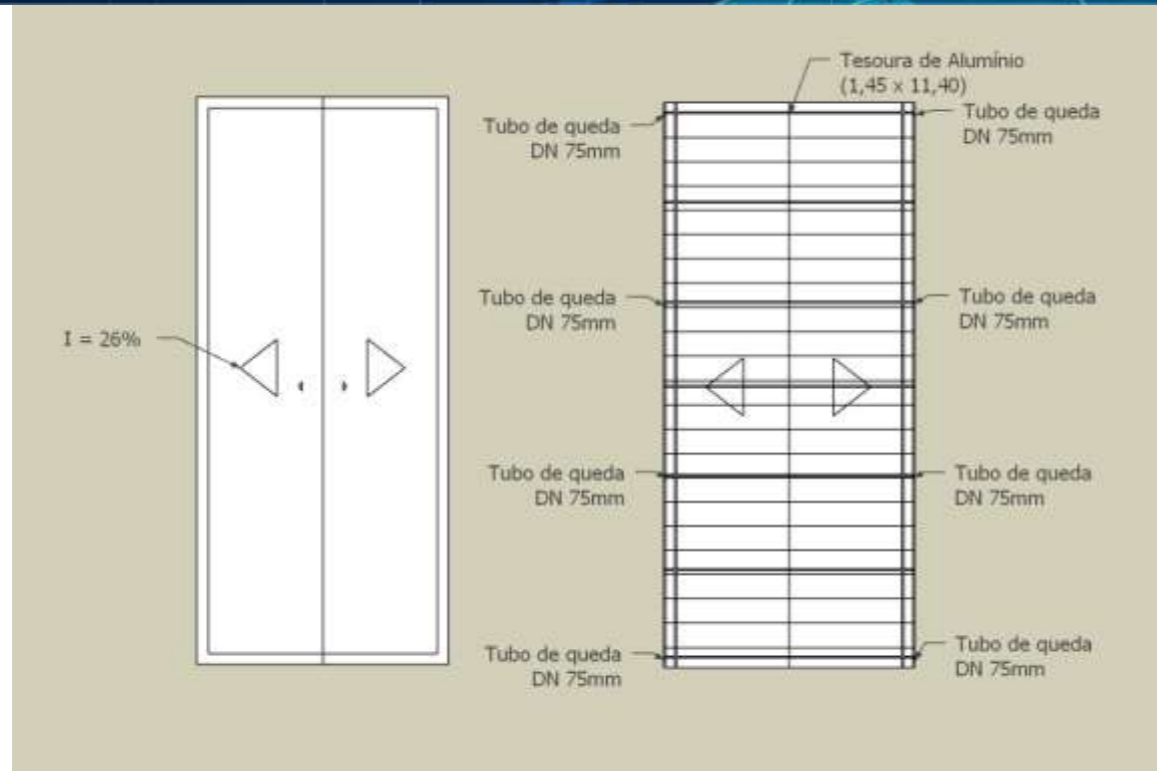 Tesoura de Alumínio
(1,45 x 11,40)
Tubo de queda
DN 75mm
Tubo de queda
DN 75mm
Tubo de queda
DN 75mm
Tubo de queda
DN 75mm
I = 26%
Tubo de queda
DN 75mm
Tubo de queda
DN 75mm
Tubo de queda
DN 75mm
Tubo de queda
DN 75mm